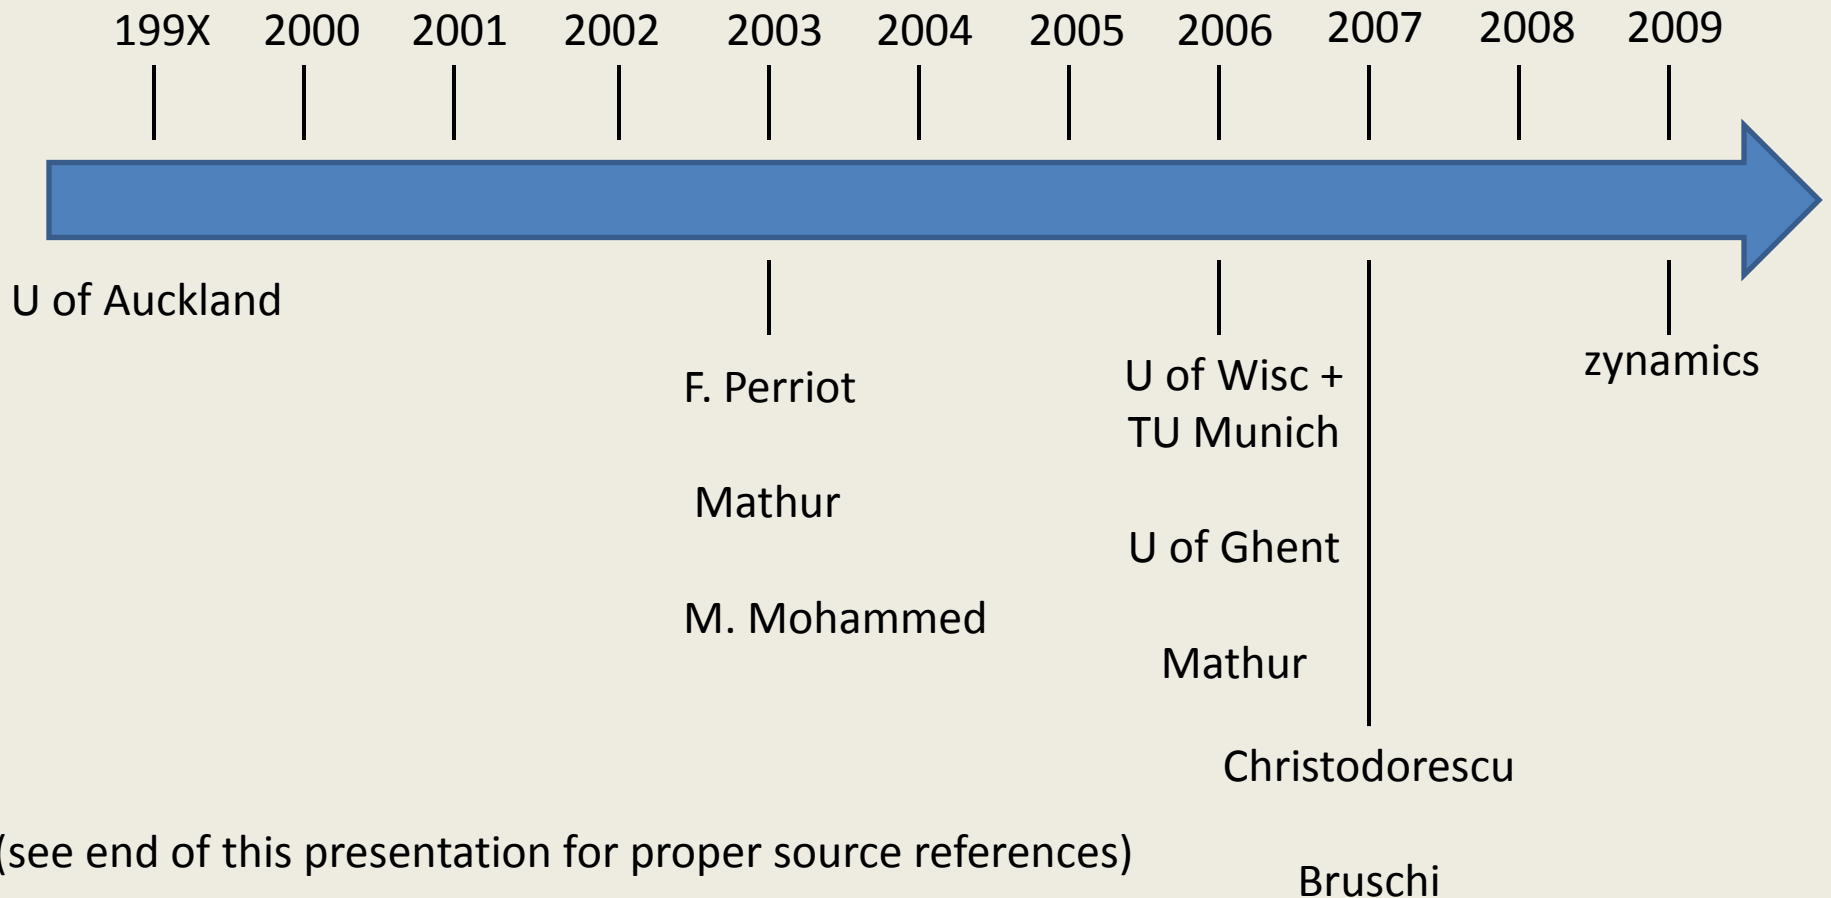 199X 2000 2001 2002 2003 2004 2005 2006 2007 2008 2009
U of Auckland
F. Perriot
Mathur
M. Mohammed
U of Wisc +
TU Munich
U of Ghent
Mathur
Christodorescu
Bruschi
zynamics
(see end of this presentation for proper source references)